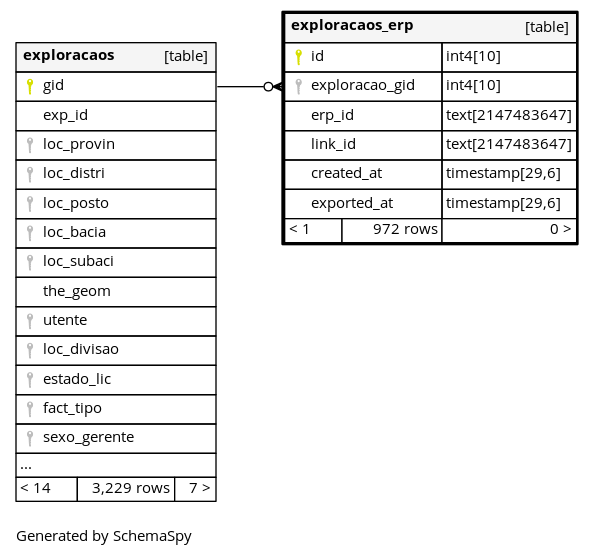 exploracaos [table]
gid
exp_id
loc_provin
loc_distri
loc_posto
loc_bacia
loc_subaci
the_geom
utente
loc_divisao
estado_lic
fact_tipo
sexo_gerente
...
< 14 3,229 rows 7 >
exploracaos_erp [table]
id int4[10]
exploracao_gid int4[10]
erp_id text[2147483647]
link_id text[2147483647]
created_at timestamp[29,6]
exported_at timestamp[29,6]
< 1 972 rows 0 >
Generated by SchemaSpy